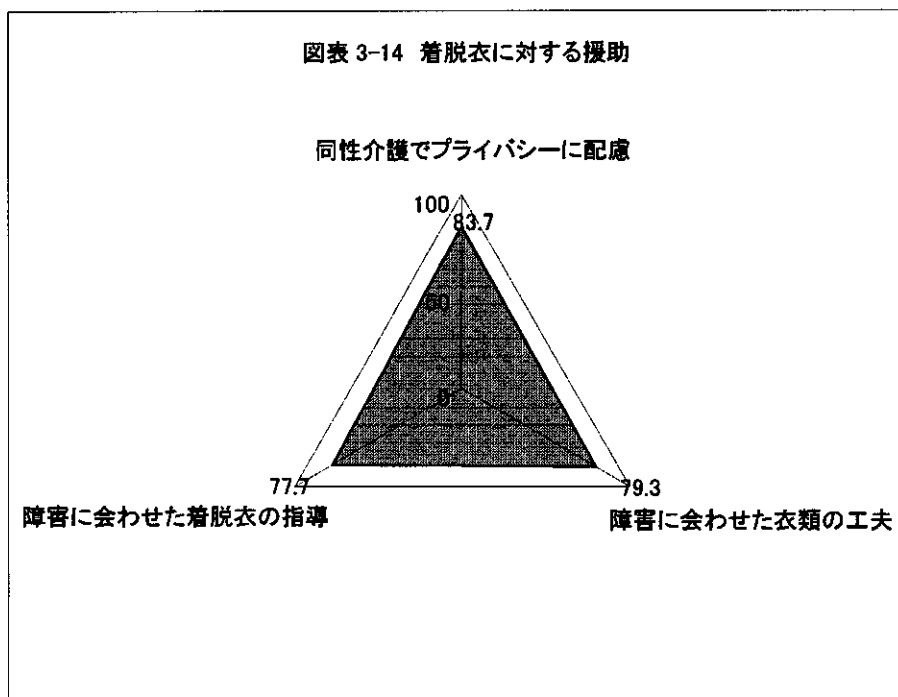 図表 3-14 着脱衣に対する援助
同性介護でプライバシーに配慮
100
83.7
50
0
77.7
79.3
障害に会わせた着脱衣の指導
障害に会わせた衣類の工夫